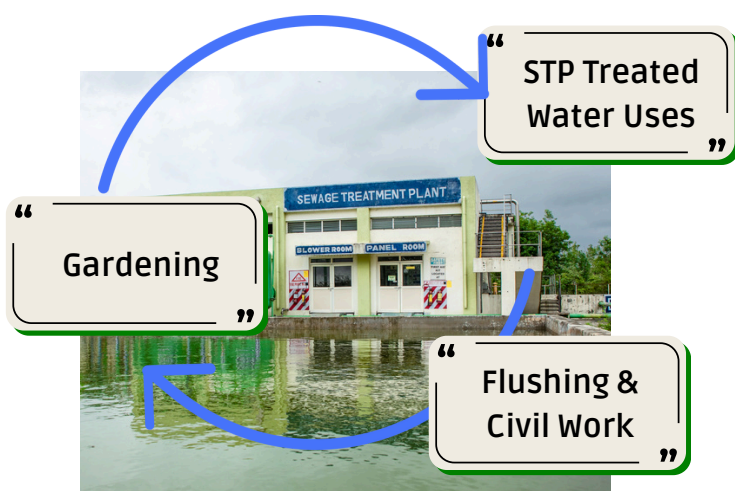 STP Treated
Water Uses
SEWAGE TREATMENT PLANT
BLOWER ROOM
PANEL ROOM
Gardening
Flushing &
Civil Work